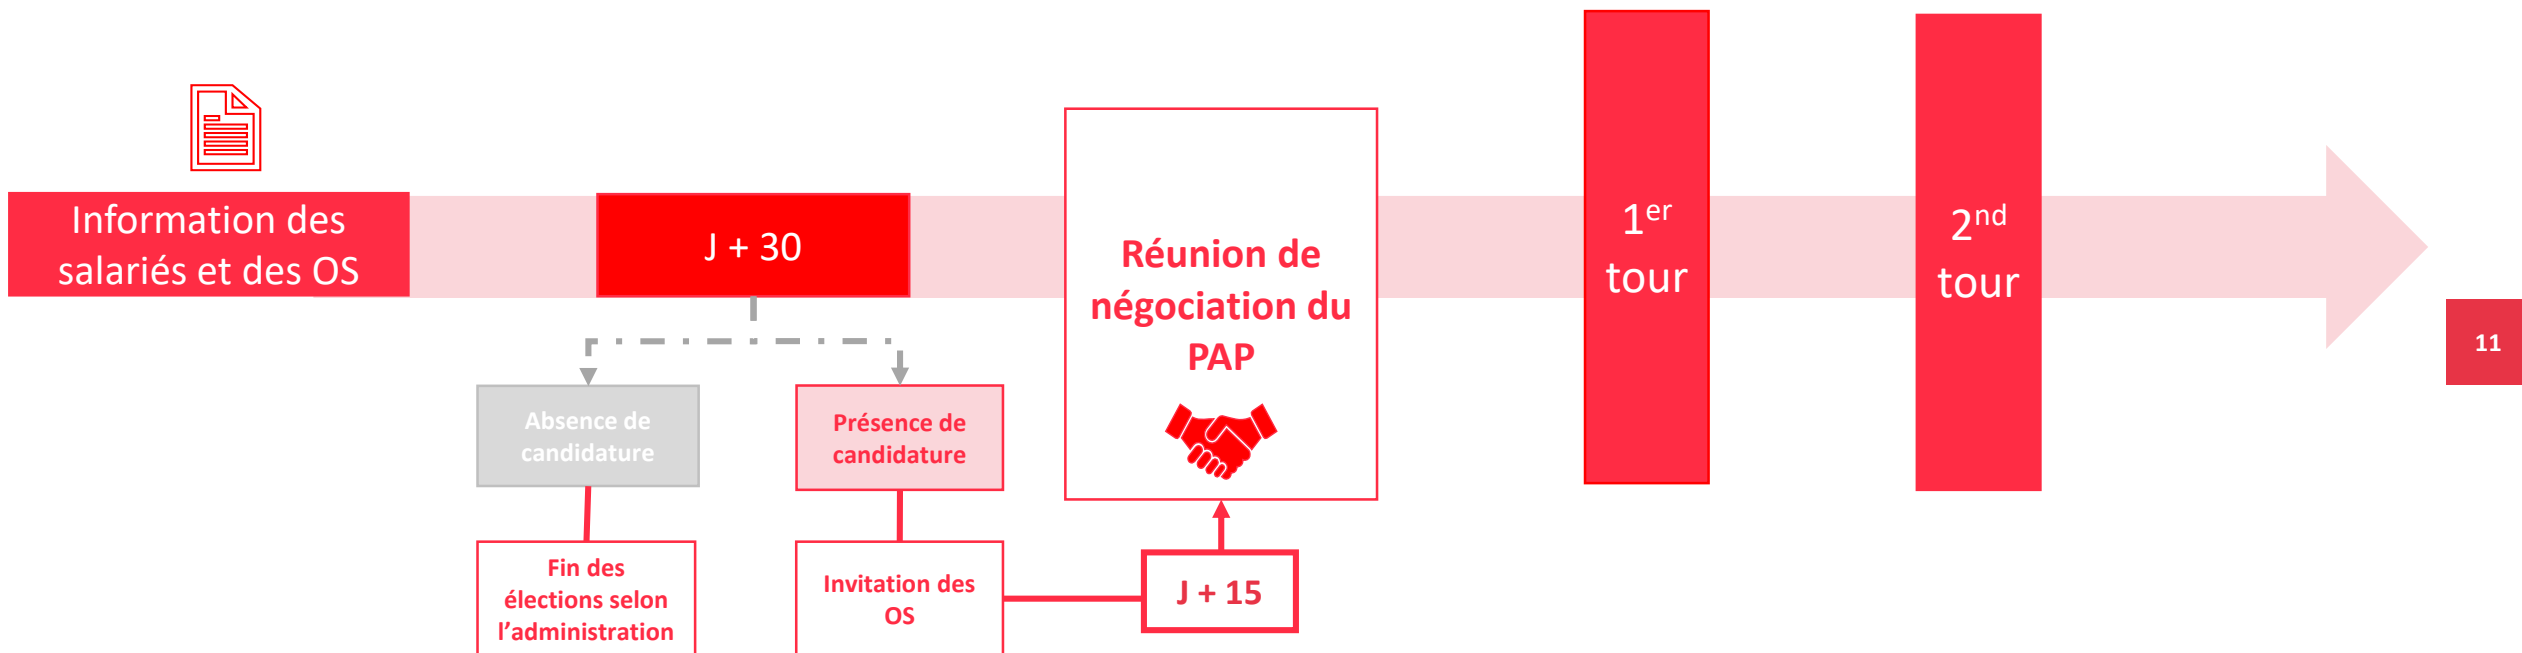 Information des
salariés et des OS
J + 30
Réunion de
négociation du
PAP
1er
tour
2nd
tour
11
Absence de
candidature
Présence de
candidature
Fin des
élections selon
l’administration
Invitation des
OS
J + 15